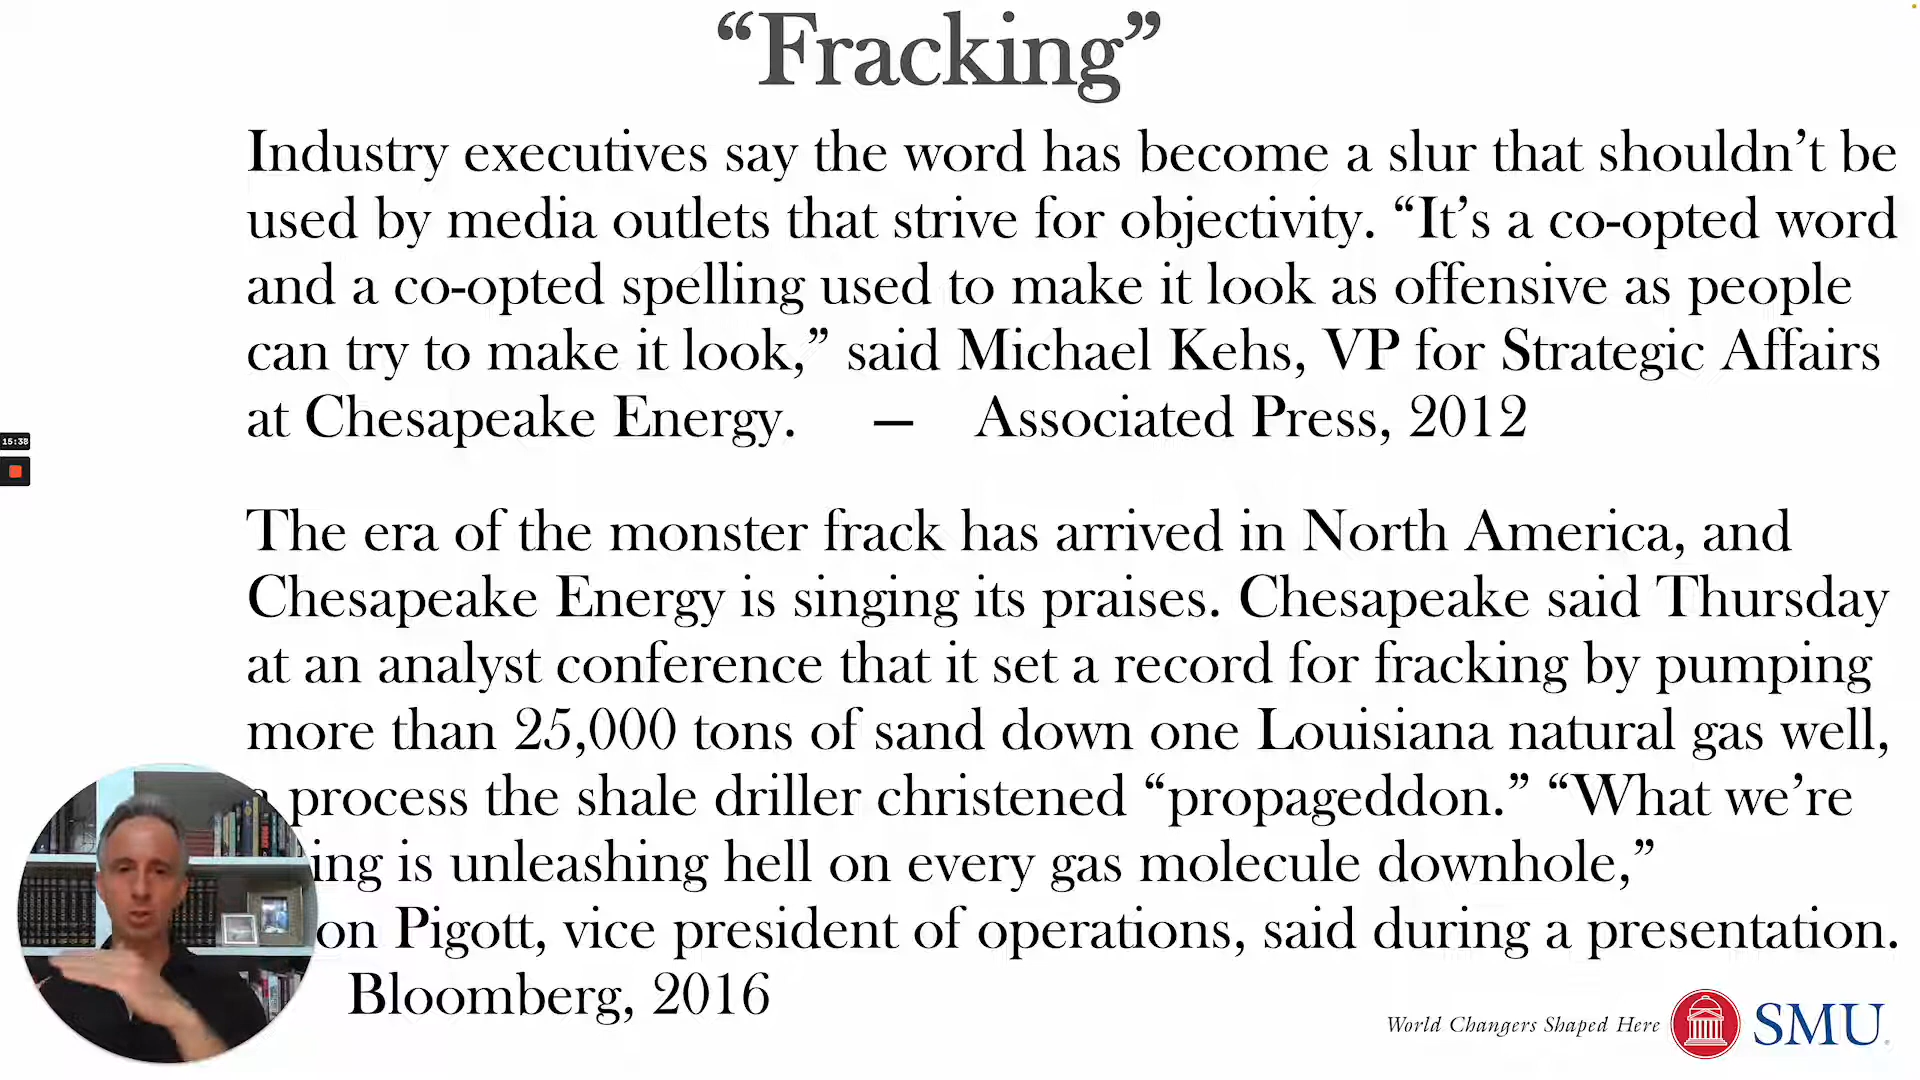 “Fracking”
Industry executives say the word has become a slur that shouldn’t be
used by media outlets that strive for objectivity. “It’s a co-opted word
and a co-opted spelling used to make it look as offensive as people
can try to make it look,” said Michael Kehs, VP for Strategic Affairs
at Chesapeake Energy. — Associated Press, 2012
15:38
The era of the monster frack has arrived in North America, and
Chesapeake Energy is singing its praises. Chesapeake said Thursday
at an analyst conference that it set a record for fracking by pumping
more than 25,000 tons of sand down one Louisiana natural gas well,
process the shale driller christened “propageddon.” “What we’re
ing is unleashing hell on every gas molecule downhole,”
on Pigott, vice president of operations, said during a presentation.
Bloomberg, 2016
World Changers Shaped Here SMU